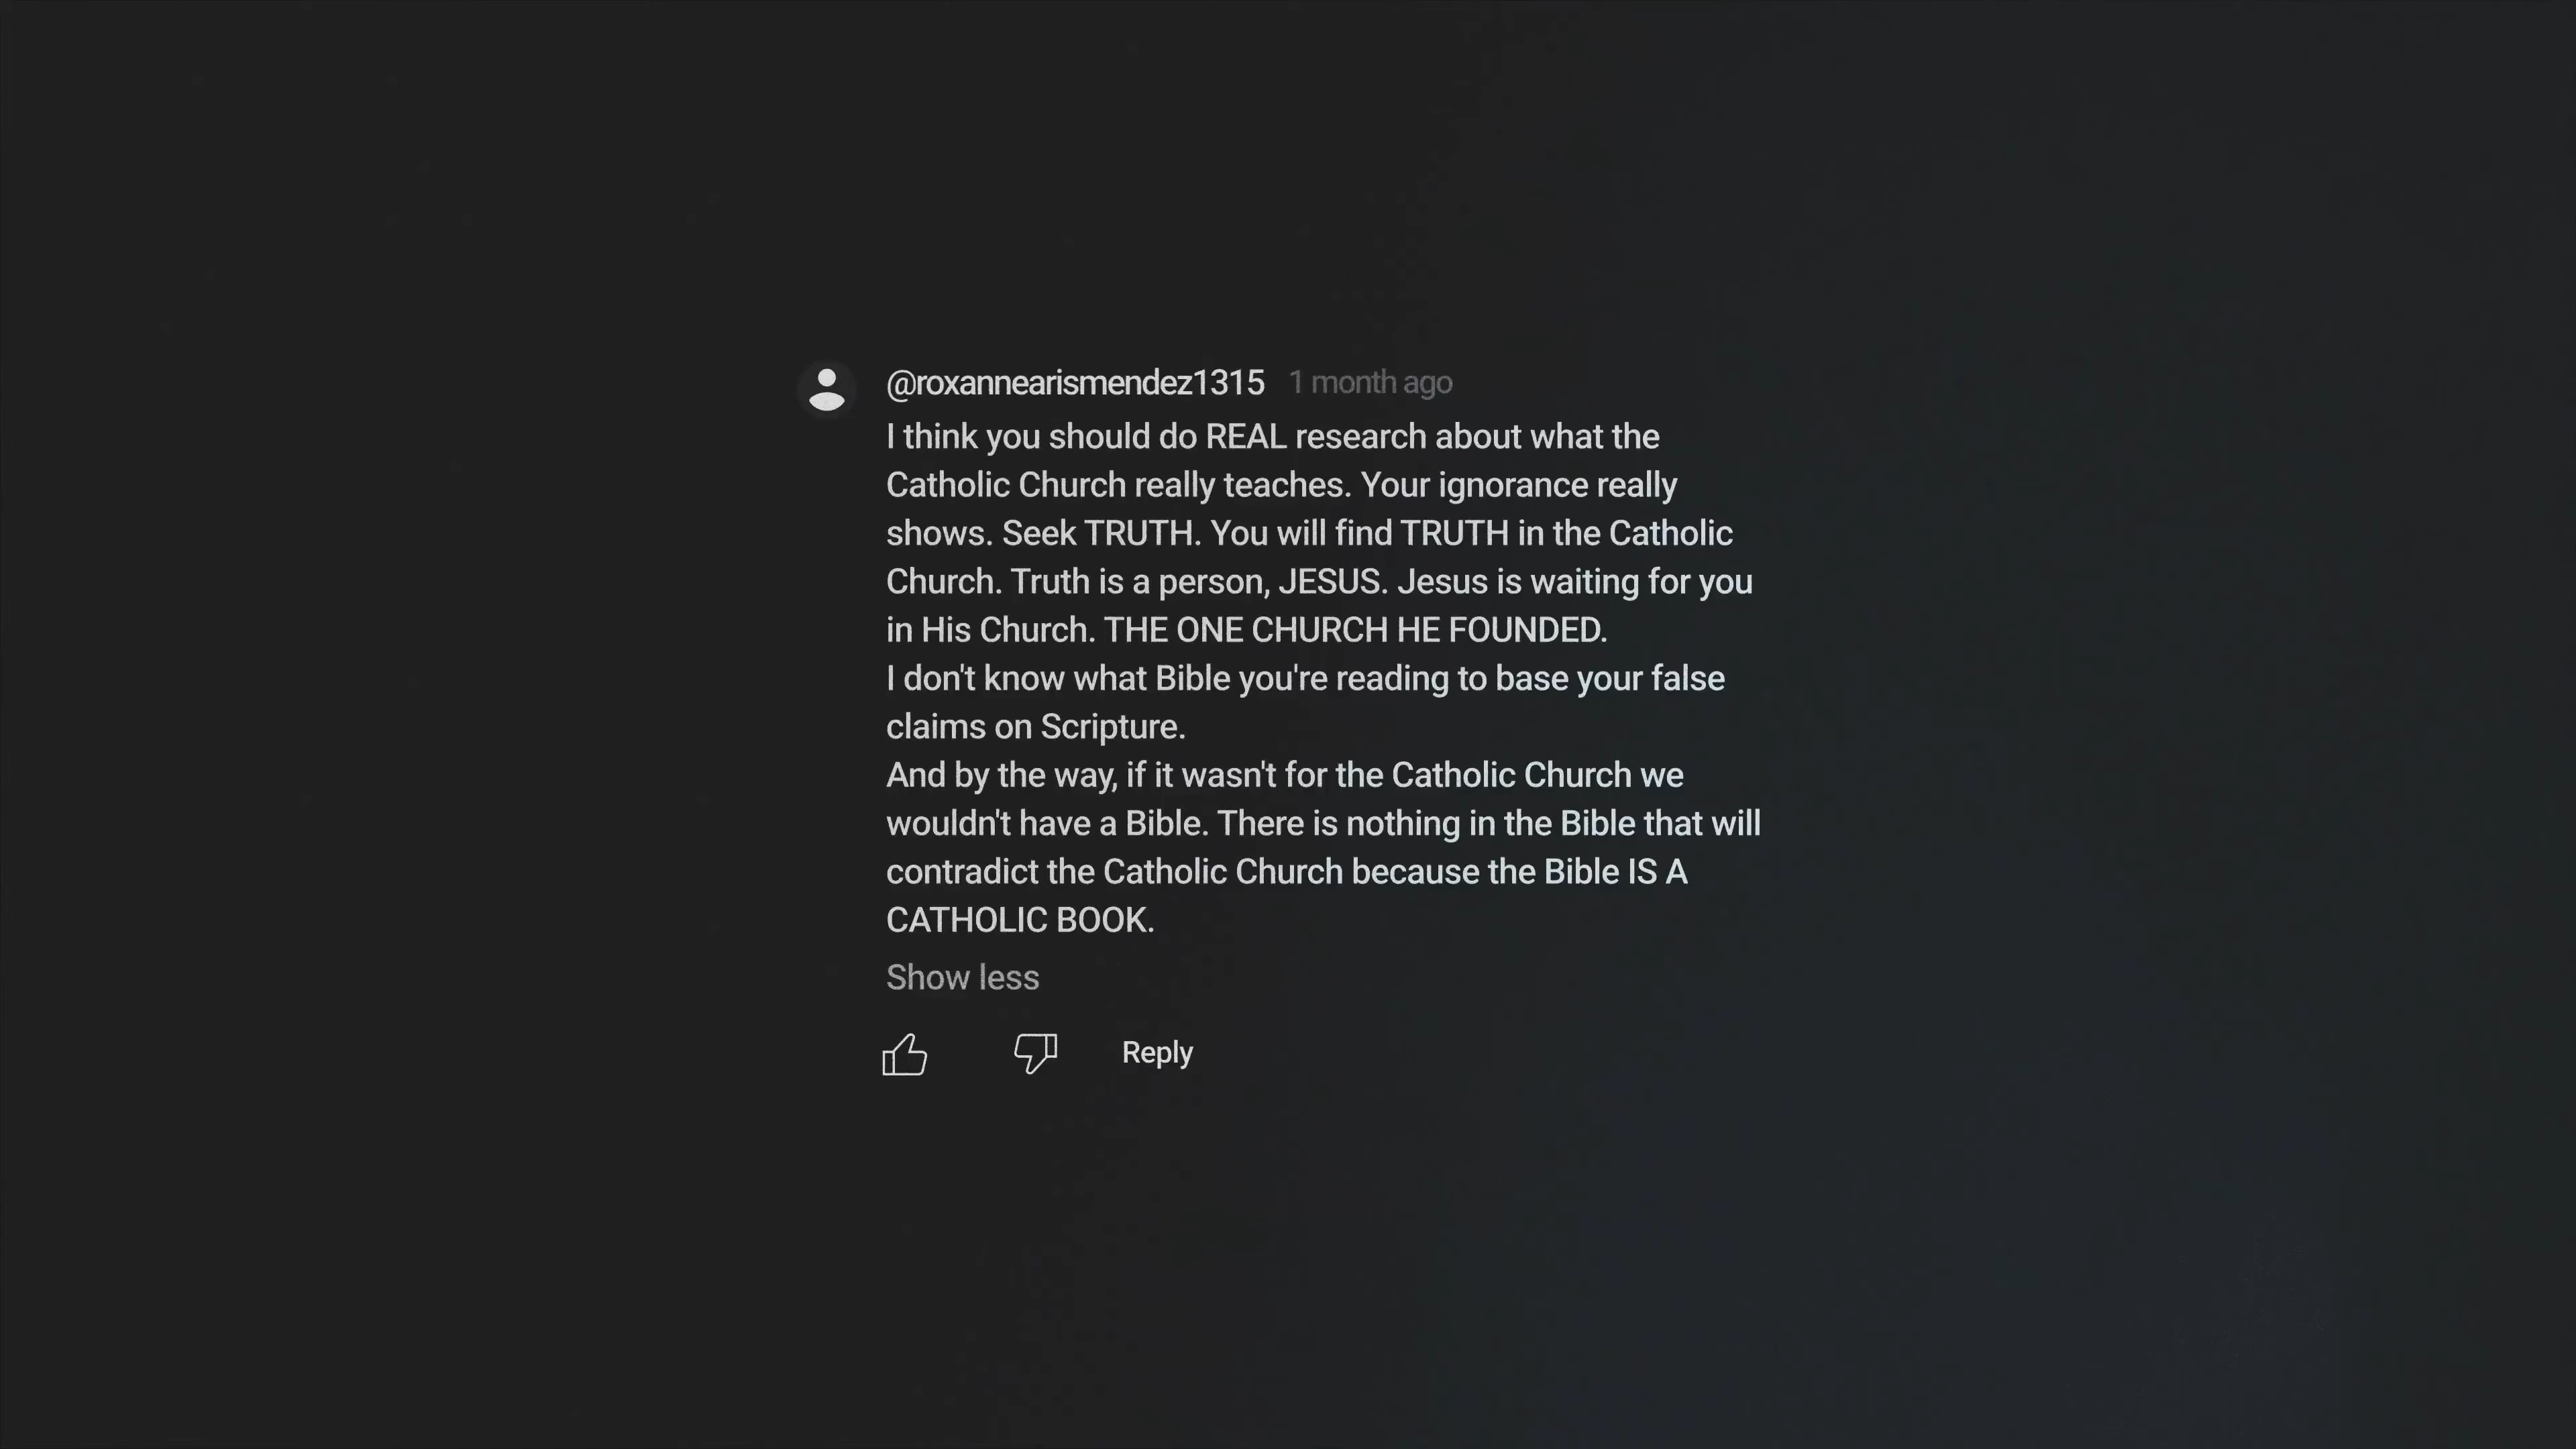 @roxannearismendez1315 1 month ago
I think you should do REAL research about what the
Catholic Church really teaches. Your ignorance really
shows. Seek TRUTH. You will find TRUTH in the Catholic
Church. Truth is a person, JESUS. Jesus is waiting for you
in His Church. THE ONE CHURCH HE FOUNDED.
I don't know what Bible you're reading to base your false
claims on Scripture.
And by the way, if it wasn't for the Catholic Church we
wouldn't have a Bible. There is nothing in the Bible that will
contradict the Catholic Church because the Bible IS A
CATHOLIC BOOK.
Show less
Reply